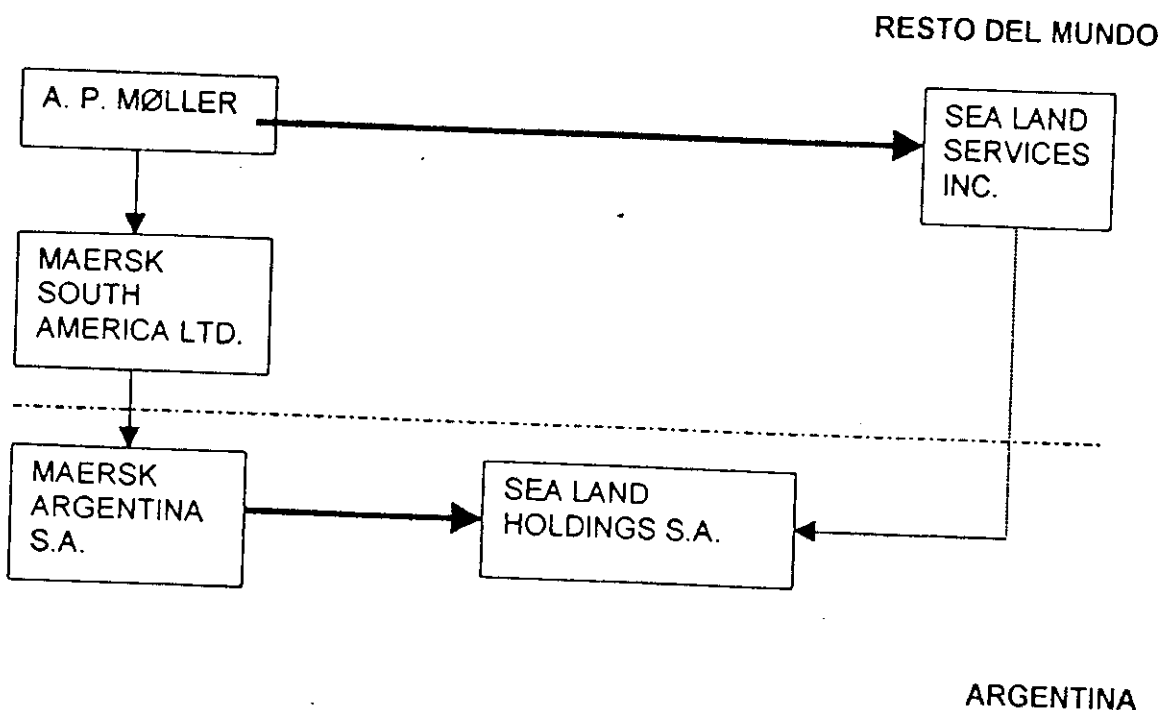 RESTO DEL MUNDO
A. P. MØLLER
SEA LAND
SERVICES
INC.
MAERSK
SOUTH
AMERICA LTD.
MAERSK
ARGENTINA
S.A.
SEA LAND
HOLDINGS S.A.
ARGENTINA